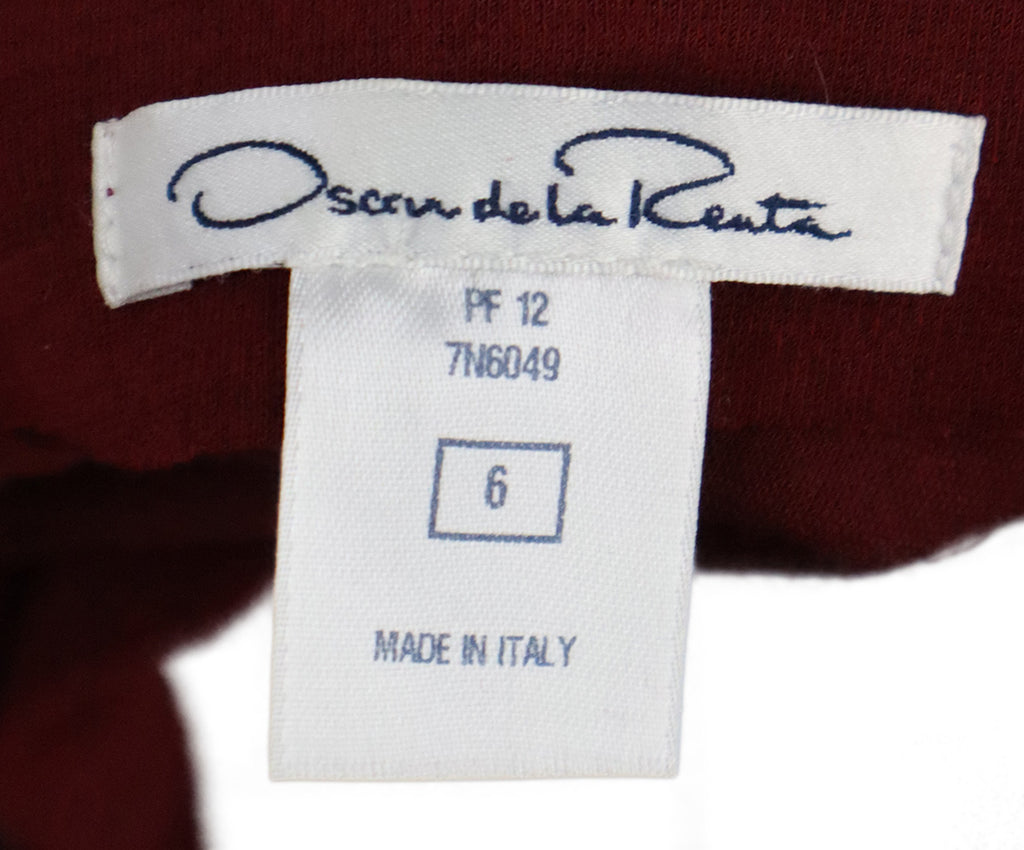 Oscar de la Renta
PF 12
7N6049
6
MADE IN ITALY